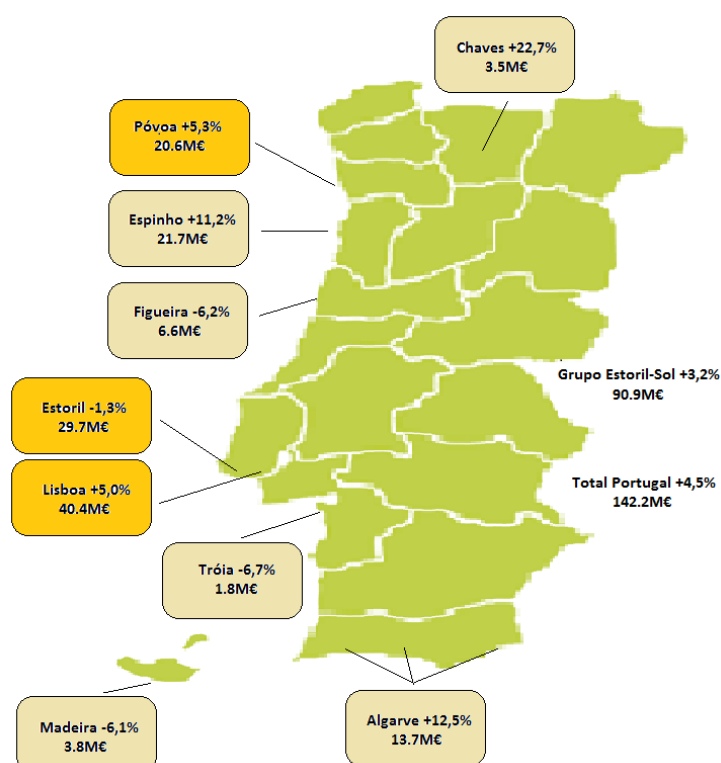 Chaves +22,7%
3.5M€
Póvoa +5,3%
20.6M€
Espinho +11,2%
21.7M€
Figueira -6,2%
6.6M€
Grupo Estoril-Sol +3,2%
90.9M€
Estoril -1,3%
29.7M€
Lisboa +5,0%
40.4M€
Total Portugal +4,5%
142.2M€
Tróia -6,7%
1.8M€
Madeira -6,1%
3.8M€
Algarve +12,5%
13.7M€